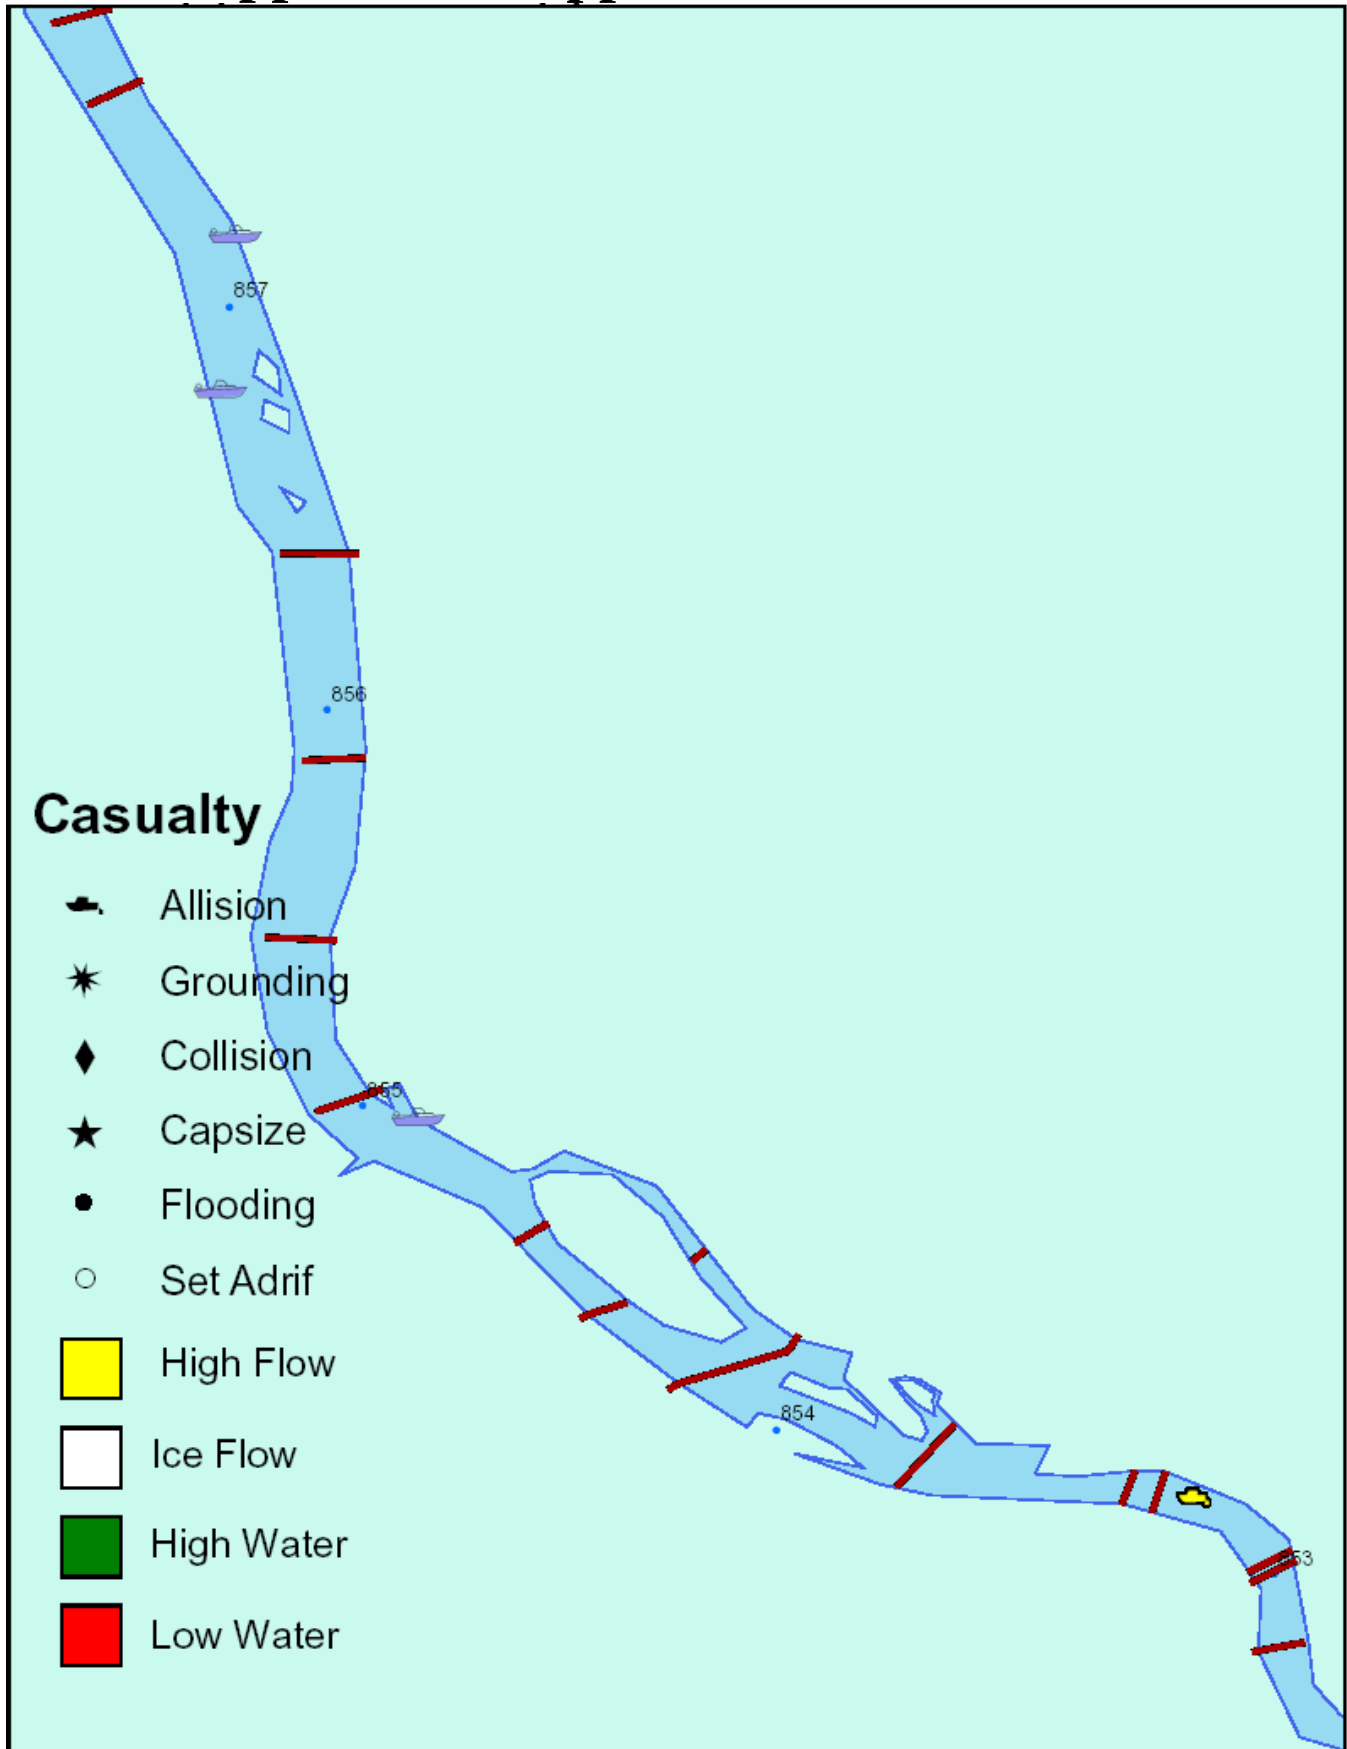 857
856
Casualty
Allision
Grounding
Collision
855
Capsize
Flooding
Set Adrif
High Flow
854
Ice Flow
High Water
Low Water